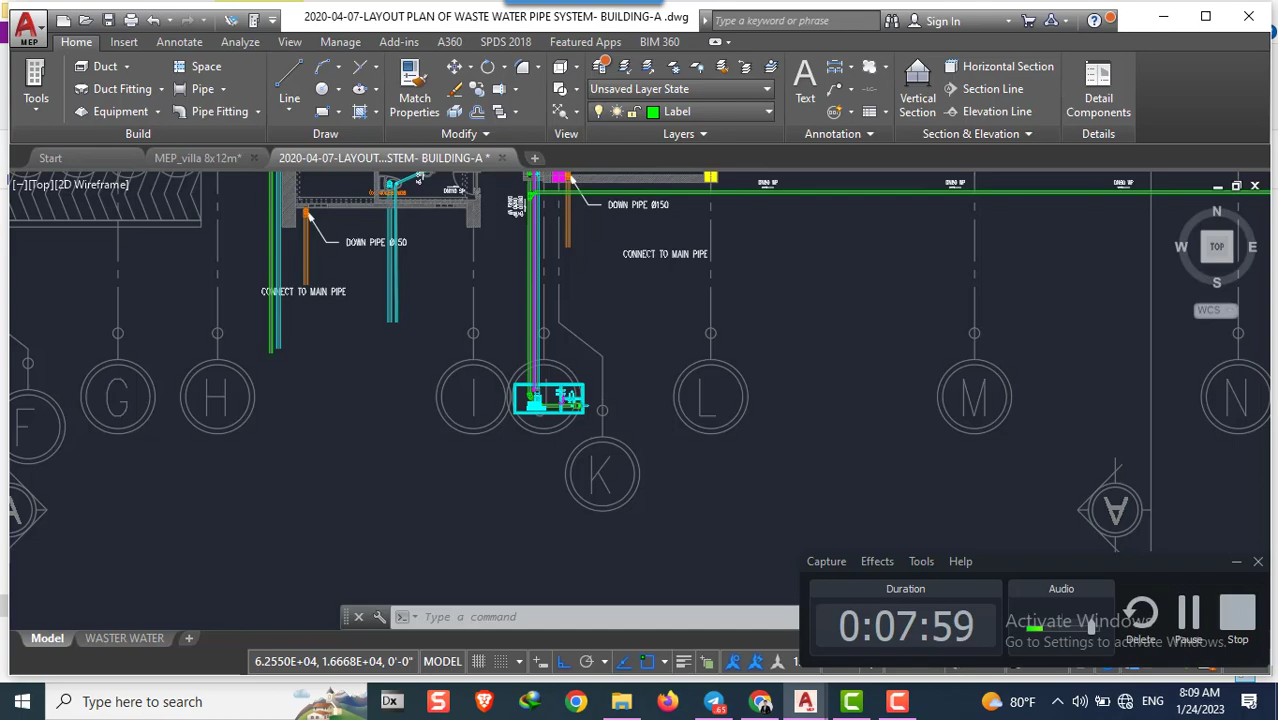 2020-04-07-LAYOUT PLAN OF WASTE WATER PIPE SYSTEM- BUILDING-A .dwg
Type a keyword or phrase
Sign In
MEP
Home Insert Annotate Analyze View Manage Add-ins A360 SPDS 2018 Featured Apps BIM 360
Tools
Duct
Space
Duct Fitting
Pipe
Equipment
Pipe Fitting
Line
Match
Properties
Unsaved Layer State
Label
Text
Vertical
Section
Horizontal Section
Section Line
Elevation Line
Detail
Components
Build Draw Modify View Layers Annotation Section & Elevation Details
Start MEP_villa 8x12m* 2020-04-07-LAYOUT...STEM- BUILDING-A *
[−][Top][2D Wireframe]
DOWN PIPE Ø150
DOWN PIPE Ø150
CONNECT TO MAIN PIPE
CONNECT TO MAIN PIPE
N
W TOP E
S
WCS
F G H I L M N
K
A A
Capture Effects Tools Help
Duration Audio
0:07:59
Delete Pause Stop
Activate Windows
Go to Settings to activate Windows.
Type a command
Model WASTER WATER
6.2550E+04, 1.6668E+04, 0'-0" MODEL
Type here to search
Dx
65
80°F
ENG
8:09 AM
1/24/2023